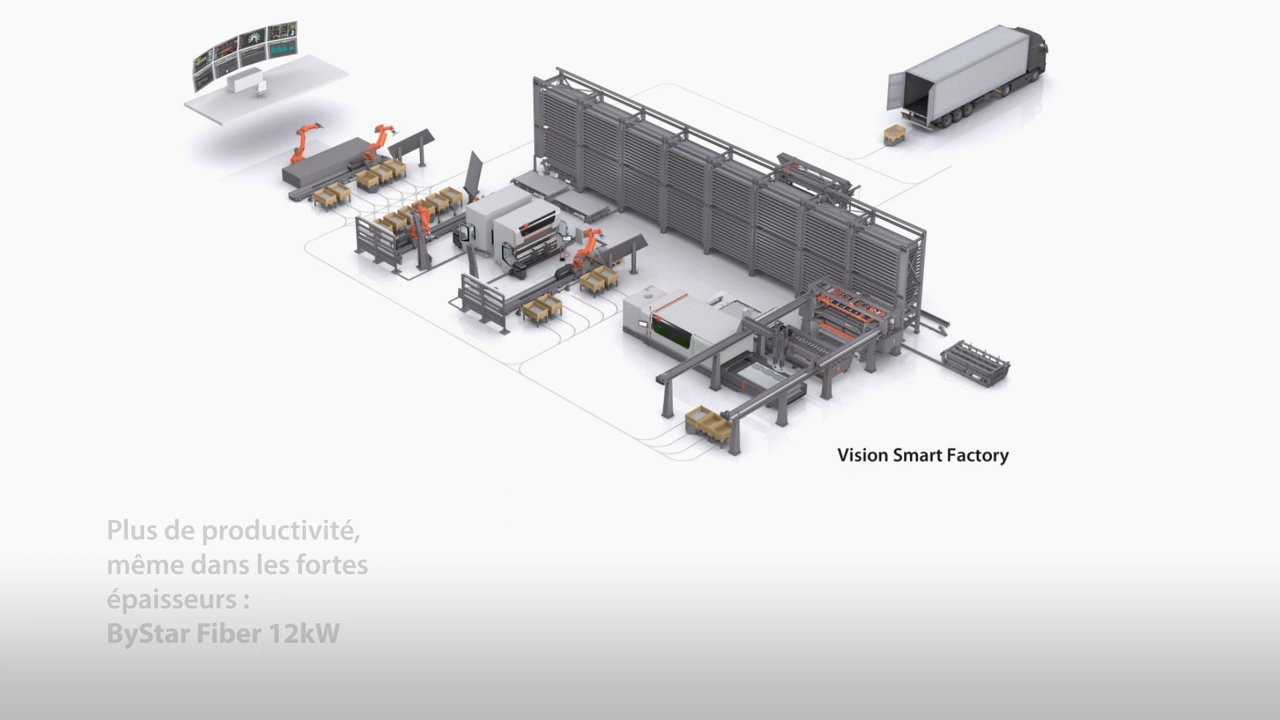 Vision Smart Factory
Plus de productivité,
même dans les fortes
épaisseurs :
ByStar Fiber 12kW